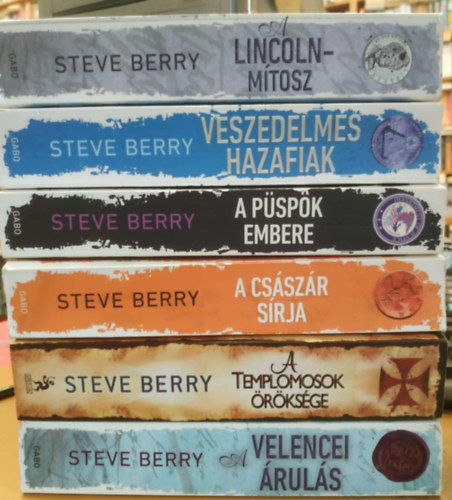 GABO
STEVE BERRY
A
LINCOLN-
MÍTOSZ
GABO
STEVE BERRY
VESZEDELMES
HAZAFIAK
GABO
STEVE BERRY
A PÜSPÖK
EMBERE
GABO
STEVE BERRY
A CSÁSZÁR
SÍRJA
STEVE BERRY
A
TEMPLOMOSOK
ÖRÖKSÉGE
GABO
STEVE BERRY
A VELENCEI
ÁRULÁS